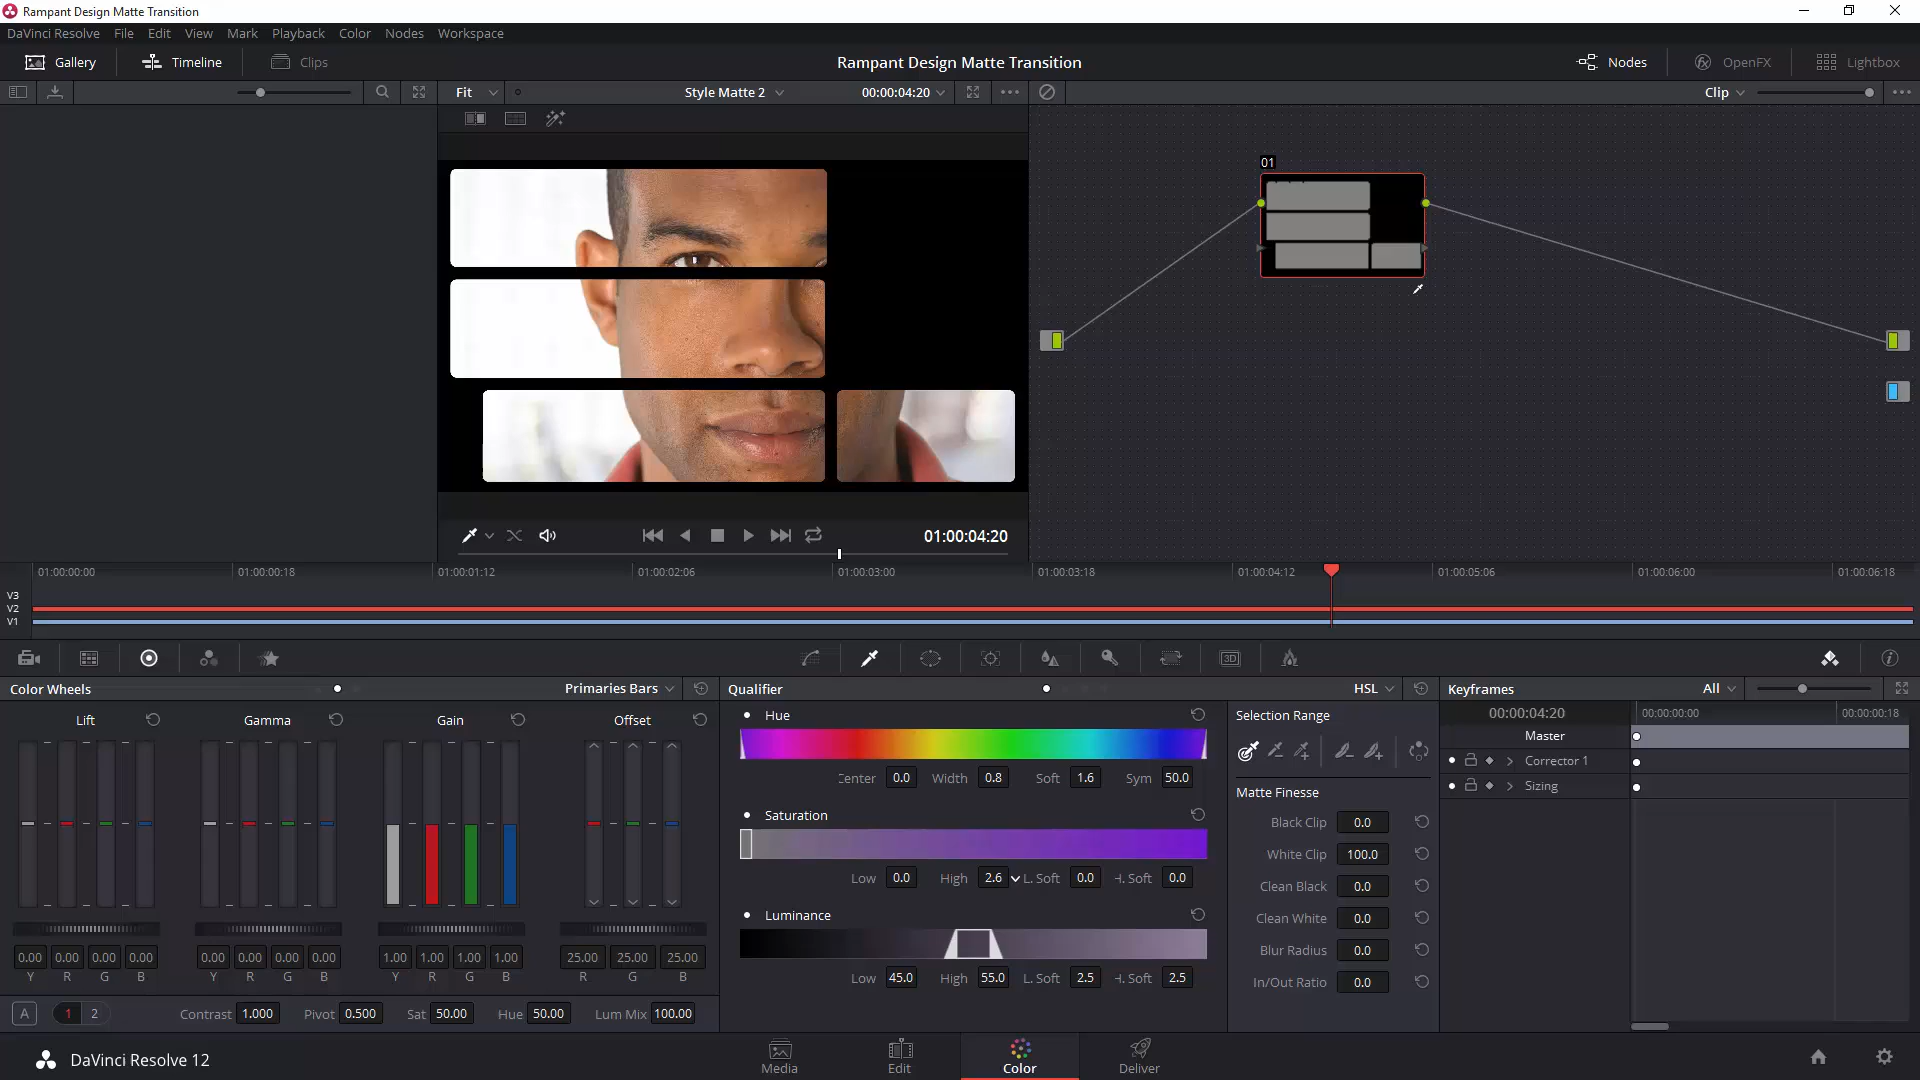 Rampant Design Matte Transition
DaVinci Resolve File Edit View Mark Playback Color Nodes Workspace
Gallery Timeline Clips Rampant Design Matte Transition Nodes fx OpenFX Lightbox
Fit Style Matte 2 00:00:04:20 Clip
01
01:00:04:20
01:00:00:00 01:00:00:18 01:00:01:12 01:00:02:06 01:00:03:00 01:00:03:18 01:00:04:12 01:00:05:06 01:00:06:00 01:00:06:18
V3
V2
V1
3D
Color Wheels Primaries Bars Qualifier HSL Keyframes All
Lift Gamma Gain Offset
Hue
Center 0.0 Width 0.8 Soft 1.6 Sym 50.0
Saturation
Low 0.0 High 2.6 L. Soft 0.0 H. Soft 0.0
Luminance
Low 45.0 High 55.0 L. Soft 2.5 H. Soft 2.5
Selection Range
Matte Finesse
Black Clip 0.0
White Clip 100.0
Clean Black 0.0
Clean White 0.0
Blur Radius 0.0
In/Out Ratio 0.0
00:00:04:20 00:00:00:00 00:00:00:18
Master
Corrector 1
Sizing
0.00 0.00 0.00 0.00 0.00 0.00 0.00 0.00 1.00 1.00 1.00 1.00 25.00 25.00 25.00
Y R G B Y R G B Y R G B R G B
A 1 2 Contrast 1.000 Pivot 0.500 Sat 50.00 Hue 50.00 Lum Mix 100.00
DaVinci Resolve 12 Media Edit Color Deliver